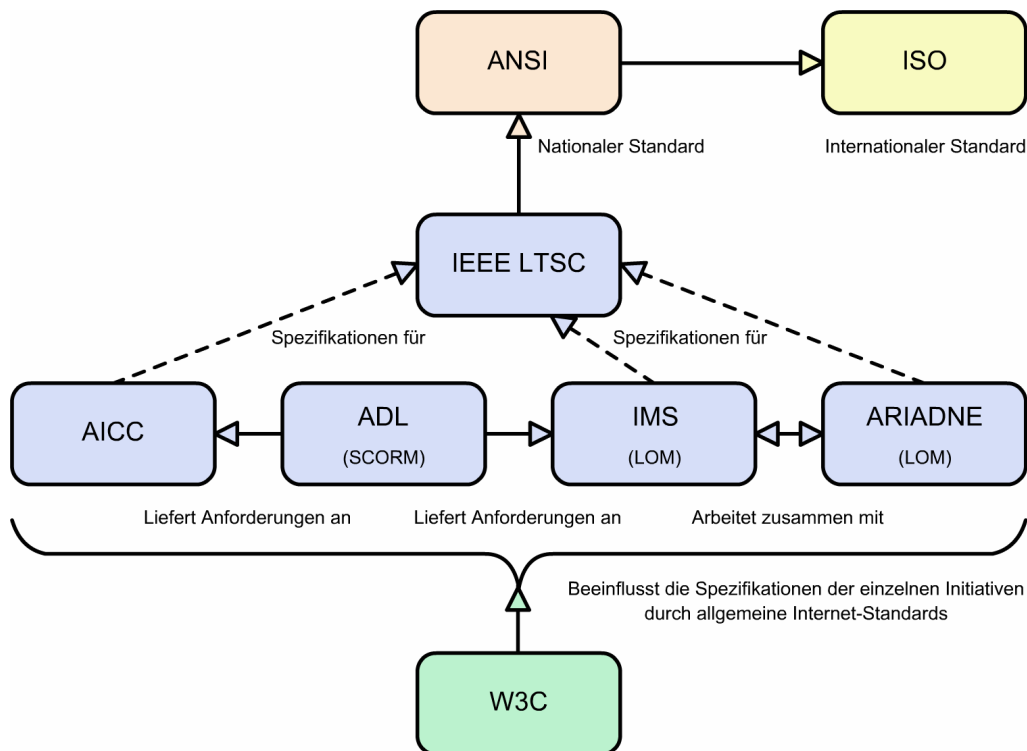 ANSI
ISO
Nationaler Standard
Internationaler Standard
IEEE LTSC
Spezifikationen für
Spezifikationen für
AICC
ADL
(SCORM)
IMS
(LOM)
ARIADNE
(LOM)
Liefert Anforderungen an
Liefert Anforderungen an
Arbeitet zusammen mit
Beeinflusst die Spezifikationen der einzelnen Initiativen
durch allgemeine Internet-Standards
W3C